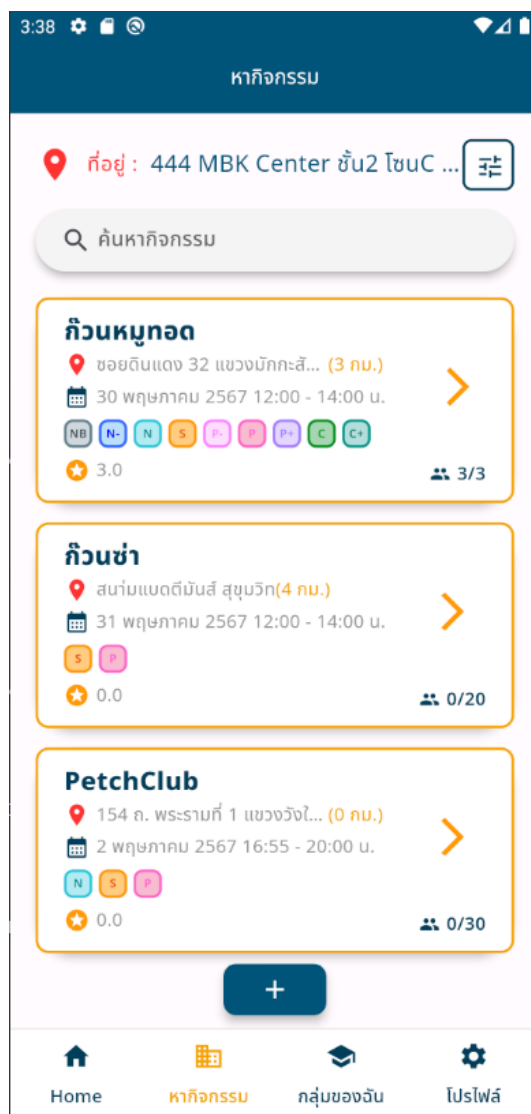 3:38
หากิจกรรม
ที่อยู่ : 444 MBK Center ชั้น2 โซนC ...
ค้นหากิจกรรม
ก๊วนหมูทอด
ซอยดินแดง 32 แขวงมักกะสั... (3 กม.)
30 พฤษภาคม 2567 12:00 - 14:00 น.
NB N- N S P- P P+ C C+
3.0
3/3
ก๊วนซ่า
สนา่มแบดตีมันส์ สุขุมวิท(4 กม.)
31 พฤษภาคม 2567 12:00 - 14:00 น.
S P
0.0
0/20
PetchClub
154 ถ. พระรามที่ 1 แขวงวังใ... (0 กม.)
2 พฤษภาคม 2567 16:55 - 20:00 น.
N S P
0.0
0/30
+
Home หากิจกรรม กลุ่มของฉัน โปรไฟล์